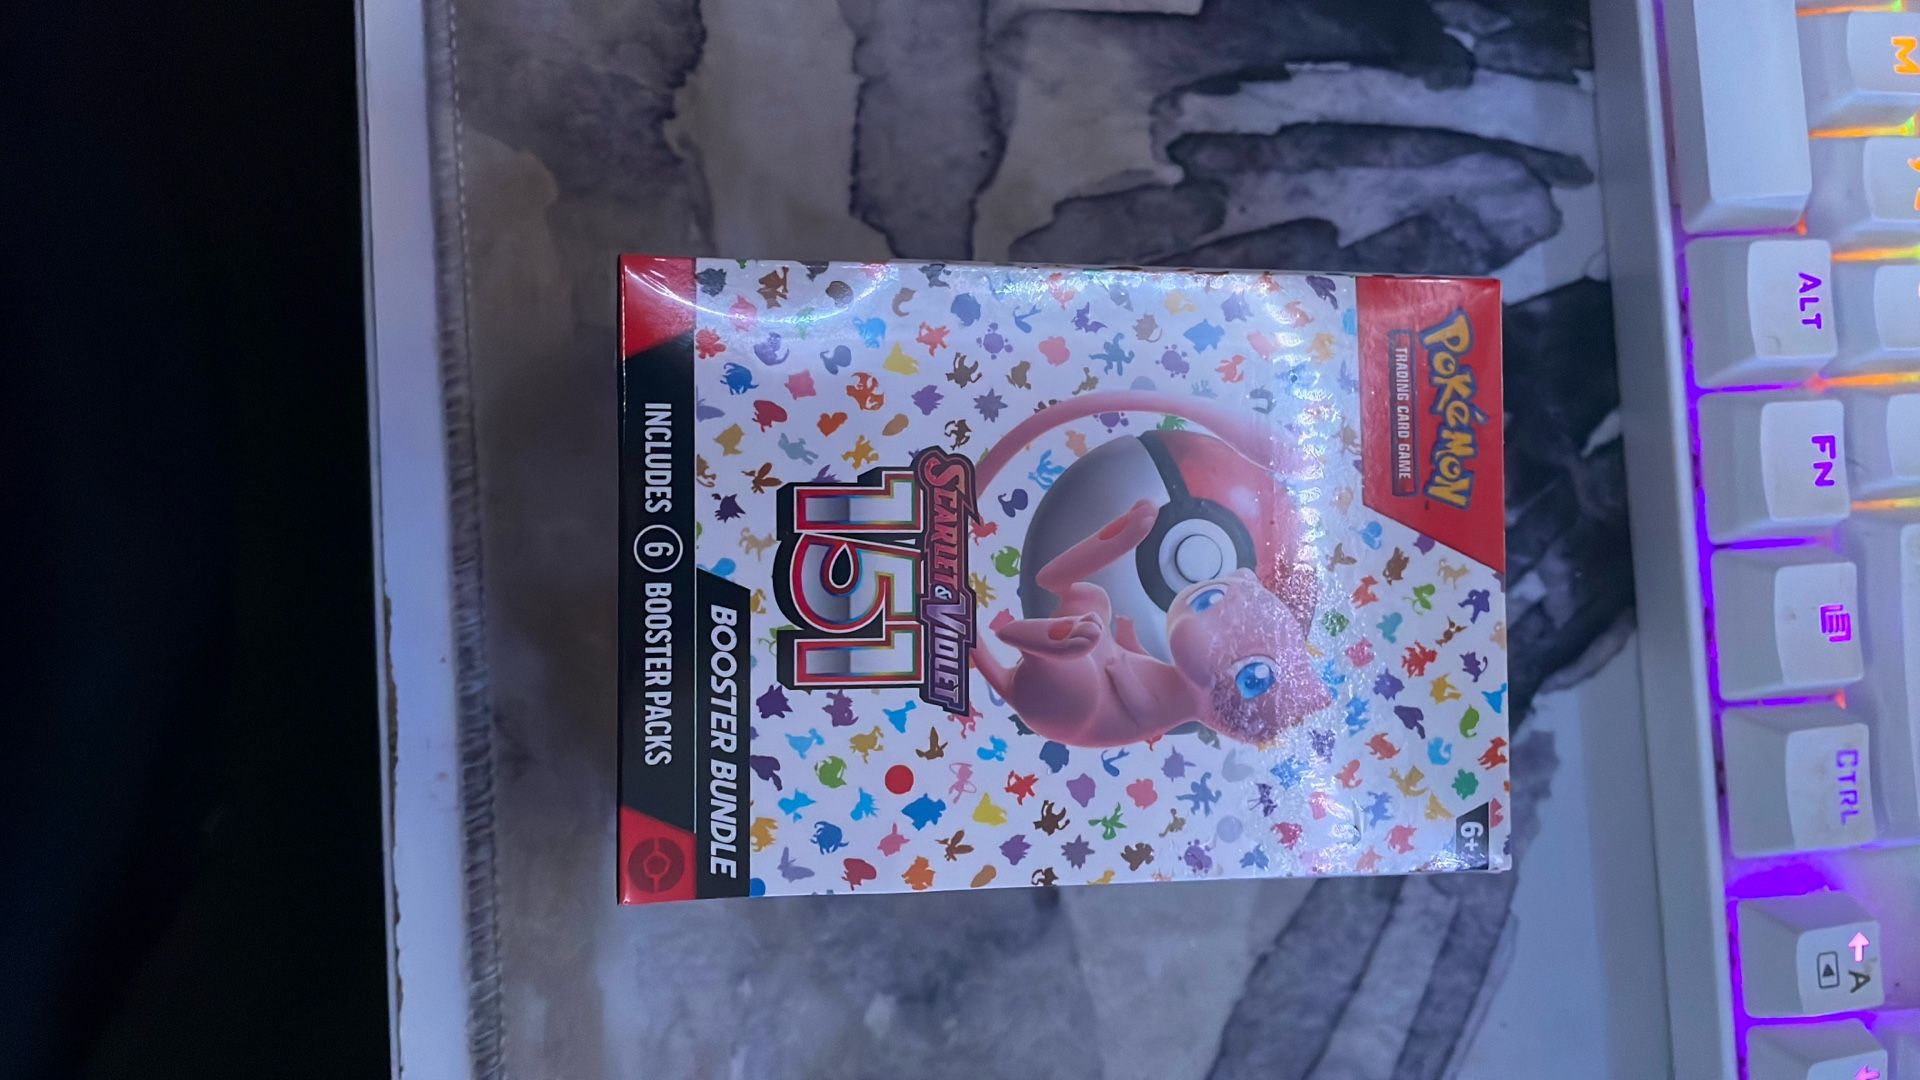 POKéMON
TRADING CARD GAME
6+
SCARLET & VIOLET
151
BOOSTER BUNDLE
INCLUDES 6 BOOSTER PACKS
M
ALT
FN
CTRL
A